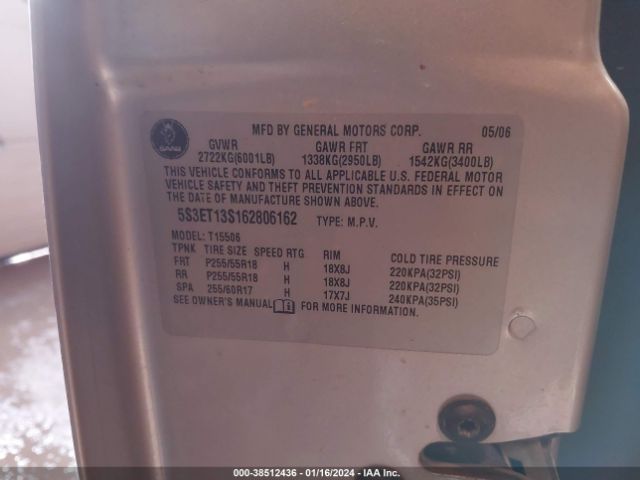 SAAB
MFD BY GENERAL MOTORS CORP. 05/06
GVWR GAWR FRT GAWR RR
2722KG(6001LB) 1338KG(2950LB) 1542KG(3400LB)
THIS VEHICLE CONFORMS TO ALL APPLICABLE U.S. FEDERAL MOTOR
VEHICLE SAFETY AND THEFT PREVENTION STANDARDS IN EFFECT ON
THE DATE OF MANUFACTURE SHOWN ABOVE.
5S3ET13S162806162 TYPE: M.P.V.
MODEL: T15506
TPNK TIRE SIZE SPEED RTG RIM COLD TIRE PRESSURE
FRT P255/55R18 H 18X8J 220KPA(32PSI)
RR P255/55R18 H 18X8J 220KPA(32PSI)
SPA 255/60R17 H 17X7J 240KPA(35PSI)
SEE OWNER'S MANUAL FOR MORE INFORMATION.
000-38512436 - 01/16/2024 - IAA Inc.